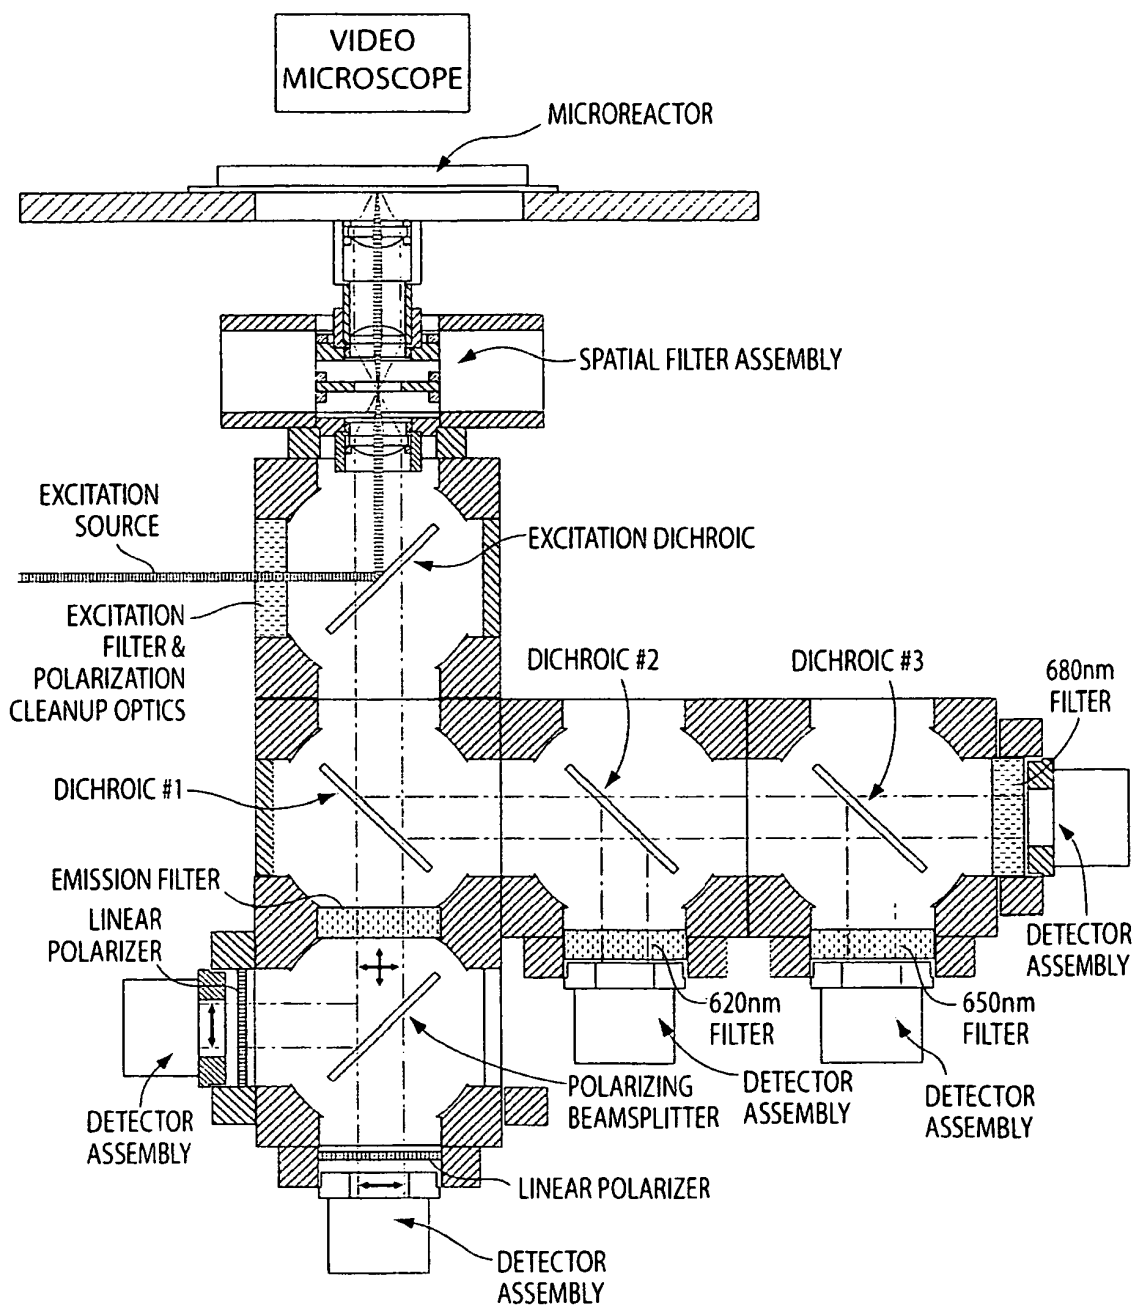 VIDEO
MICROSCOPE
MICROREACTOR
SPATIAL FILTER ASSEMBLY
EXCITATION
SOURCE
EXCITATION DICHROIC
EXCITATION
FILTER &
POLARIZATION
CLEANUP OPTICS
DICHROIC #2
DICHROIC #3
680nm
FILTER
DICHROIC #1
EMISSION FILTER
LINEAR
POLARIZER
DETECTOR
ASSEMBLY
620nm
FILTER
650nm
FILTER
DETECTOR
ASSEMBLY
POLARIZING
BEAMSPLITTER
DETECTOR
ASSEMBLY
DETECTOR
ASSEMBLY
LINEAR POLARIZER
DETECTOR
ASSEMBLY